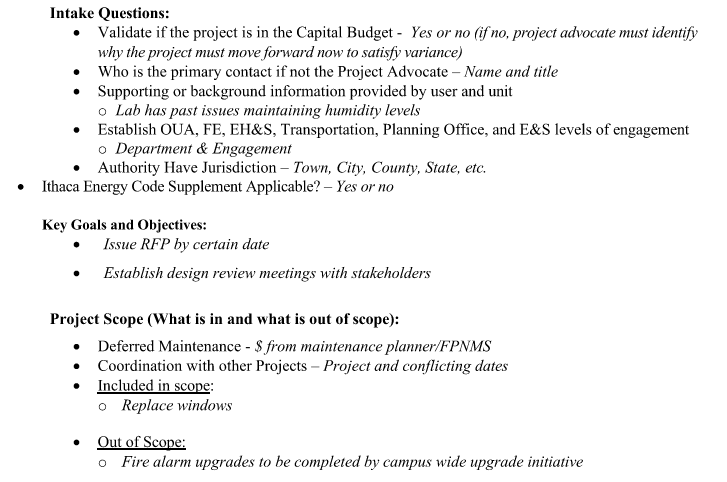 Intake Questions:
• Validate if the project is in the Capital Budget - Yes or no (if no, project advocate must identify
why the project must move forward now to satisfy variance)
• Who is the primary contact if not the Project Advocate – Name and title
• Supporting or background information provided by user and unit
o Lab has past issues maintaining humidity levels
• Establish OUA, FE, EH&S, Transportation, Planning Office, and E&S levels of engagement
o Department & Engagement
• Authority Have Jurisdiction – Town, City, County, State, etc.
• Ithaca Energy Code Supplement Applicable? – Yes or no
Key Goals and Objectives:
• Issue RFP by certain date
• Establish design review meetings with stakeholders
Project Scope (What is in and what is out of scope):
• Deferred Maintenance - $ from maintenance planner/FPNMS
• Coordination with other Projects – Project and conflicting dates
• Included in scope:
o Replace windows
• Out of Scope:
o Fire alarm upgrades to be completed by campus wide upgrade initiative